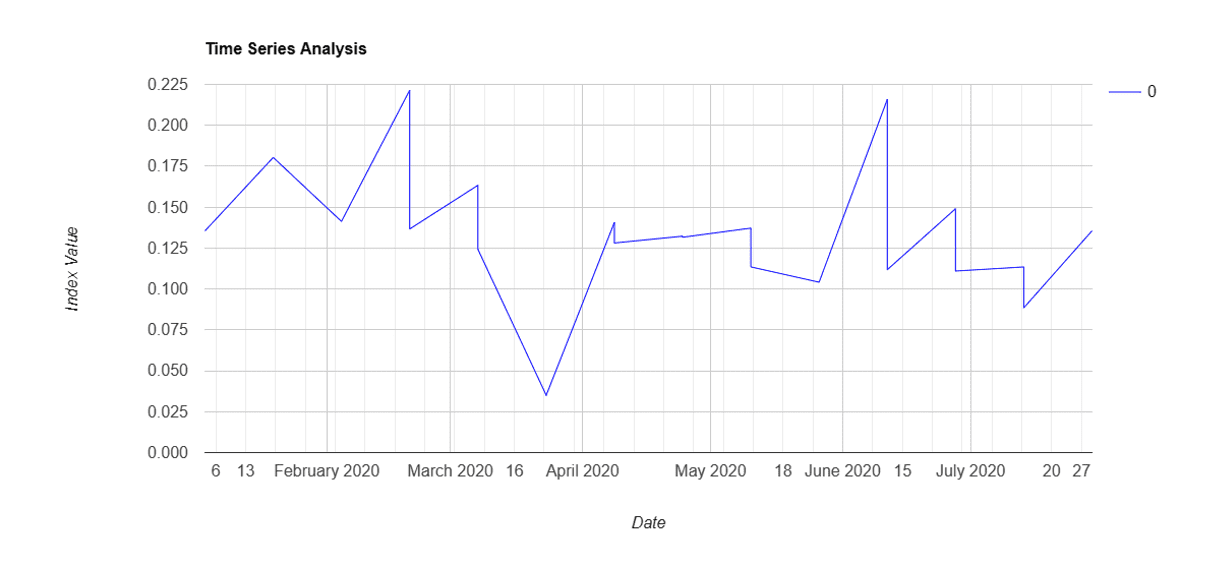 Time Series Analysis
0.225
0.200
0.175
0.150
0.125
0.100
0.075
0.050
0.025
0.000
Index Value
6 13 February 2020 March 2020 16 April 2020 May 2020 18 June 2020 15 July 2020 20 27
Date
0